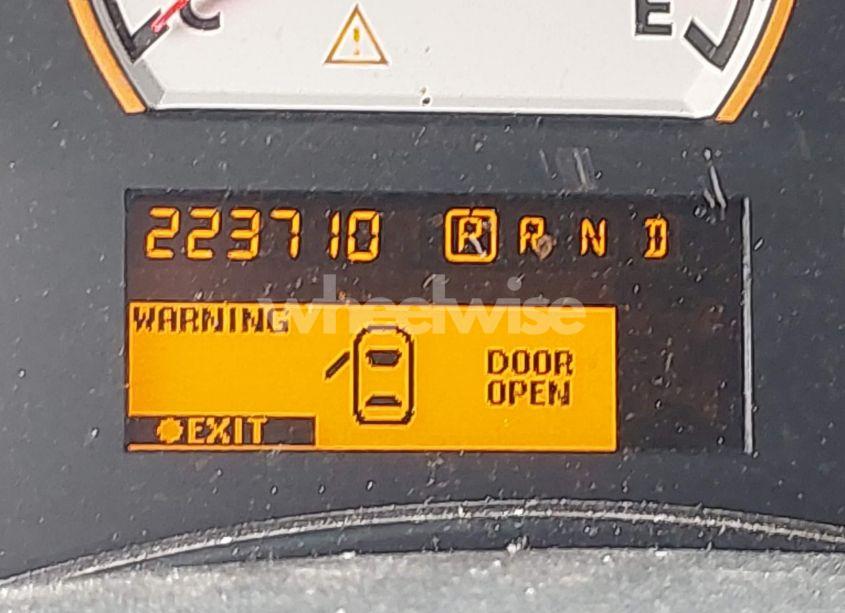 C E
223710 P R N D
WARNING
wheelwise
DOOR
OPEN
EXIT